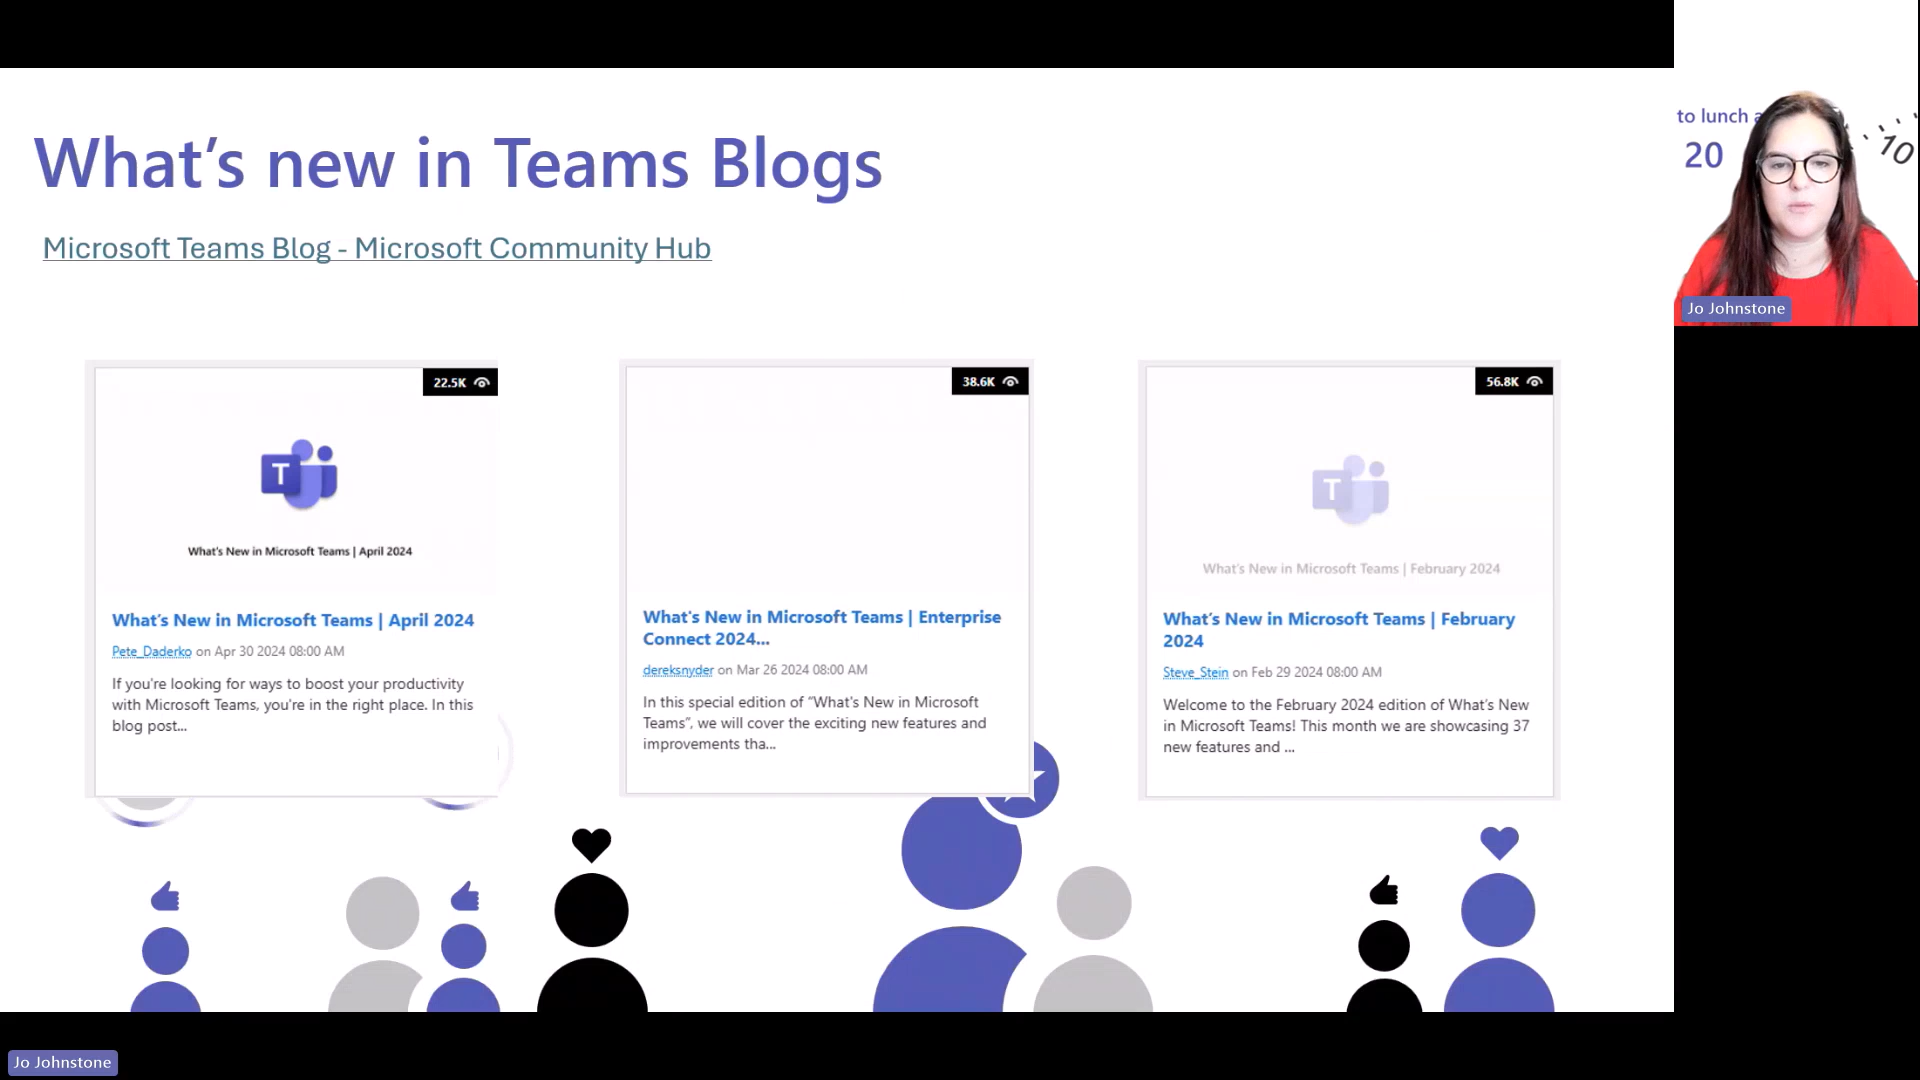 What's new in Teams Blogs
Microsoft Teams Blog - Microsoft Community Hub
22.5K
T
What's New in Microsoft Teams | April 2024
What's New in Microsoft Teams | April 2024
Pete_Daderko on Apr 30 2024 08:00 AM
If you're looking for ways to boost your productivity
with Microsoft Teams, you're in the right place. In this
blog post...
38.6K
What's New in Microsoft Teams | Enterprise
Connect 2024...
dereksnyder on Mar 26 2024 08:00 AM
In this special edition of “What's New in Microsoft
Teams”, we will cover the exciting new features and
improvements tha...
56.8K
T
What's New in Microsoft Teams | February 2024
What's New in Microsoft Teams | February
2024
Steve_Stein on Feb 29 2024 08:00 AM
Welcome to the February 2024 edition of What's New
in Microsoft Teams! This month we are showcasing 37
new features and ...
to lunch
20
10
Jo Johnstone
Jo Johnstone